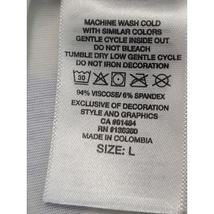 MACHINE WASH COLD
WITH SIMILAR COLORS
GENTLE CYCLE INSIDE OUT
DO NOT BLEACH
TUMBLE DRY LOW GENTLE CYCLE
DO NOT IRON DECORATION
30
94% VISCOSE/ 6% SPANDEX
EXCLUSIVE OF DECORATION
STYLE AND GRAPHICS
CA #01484
RN #136380
MADE IN COLOMBIA
SIZE: L